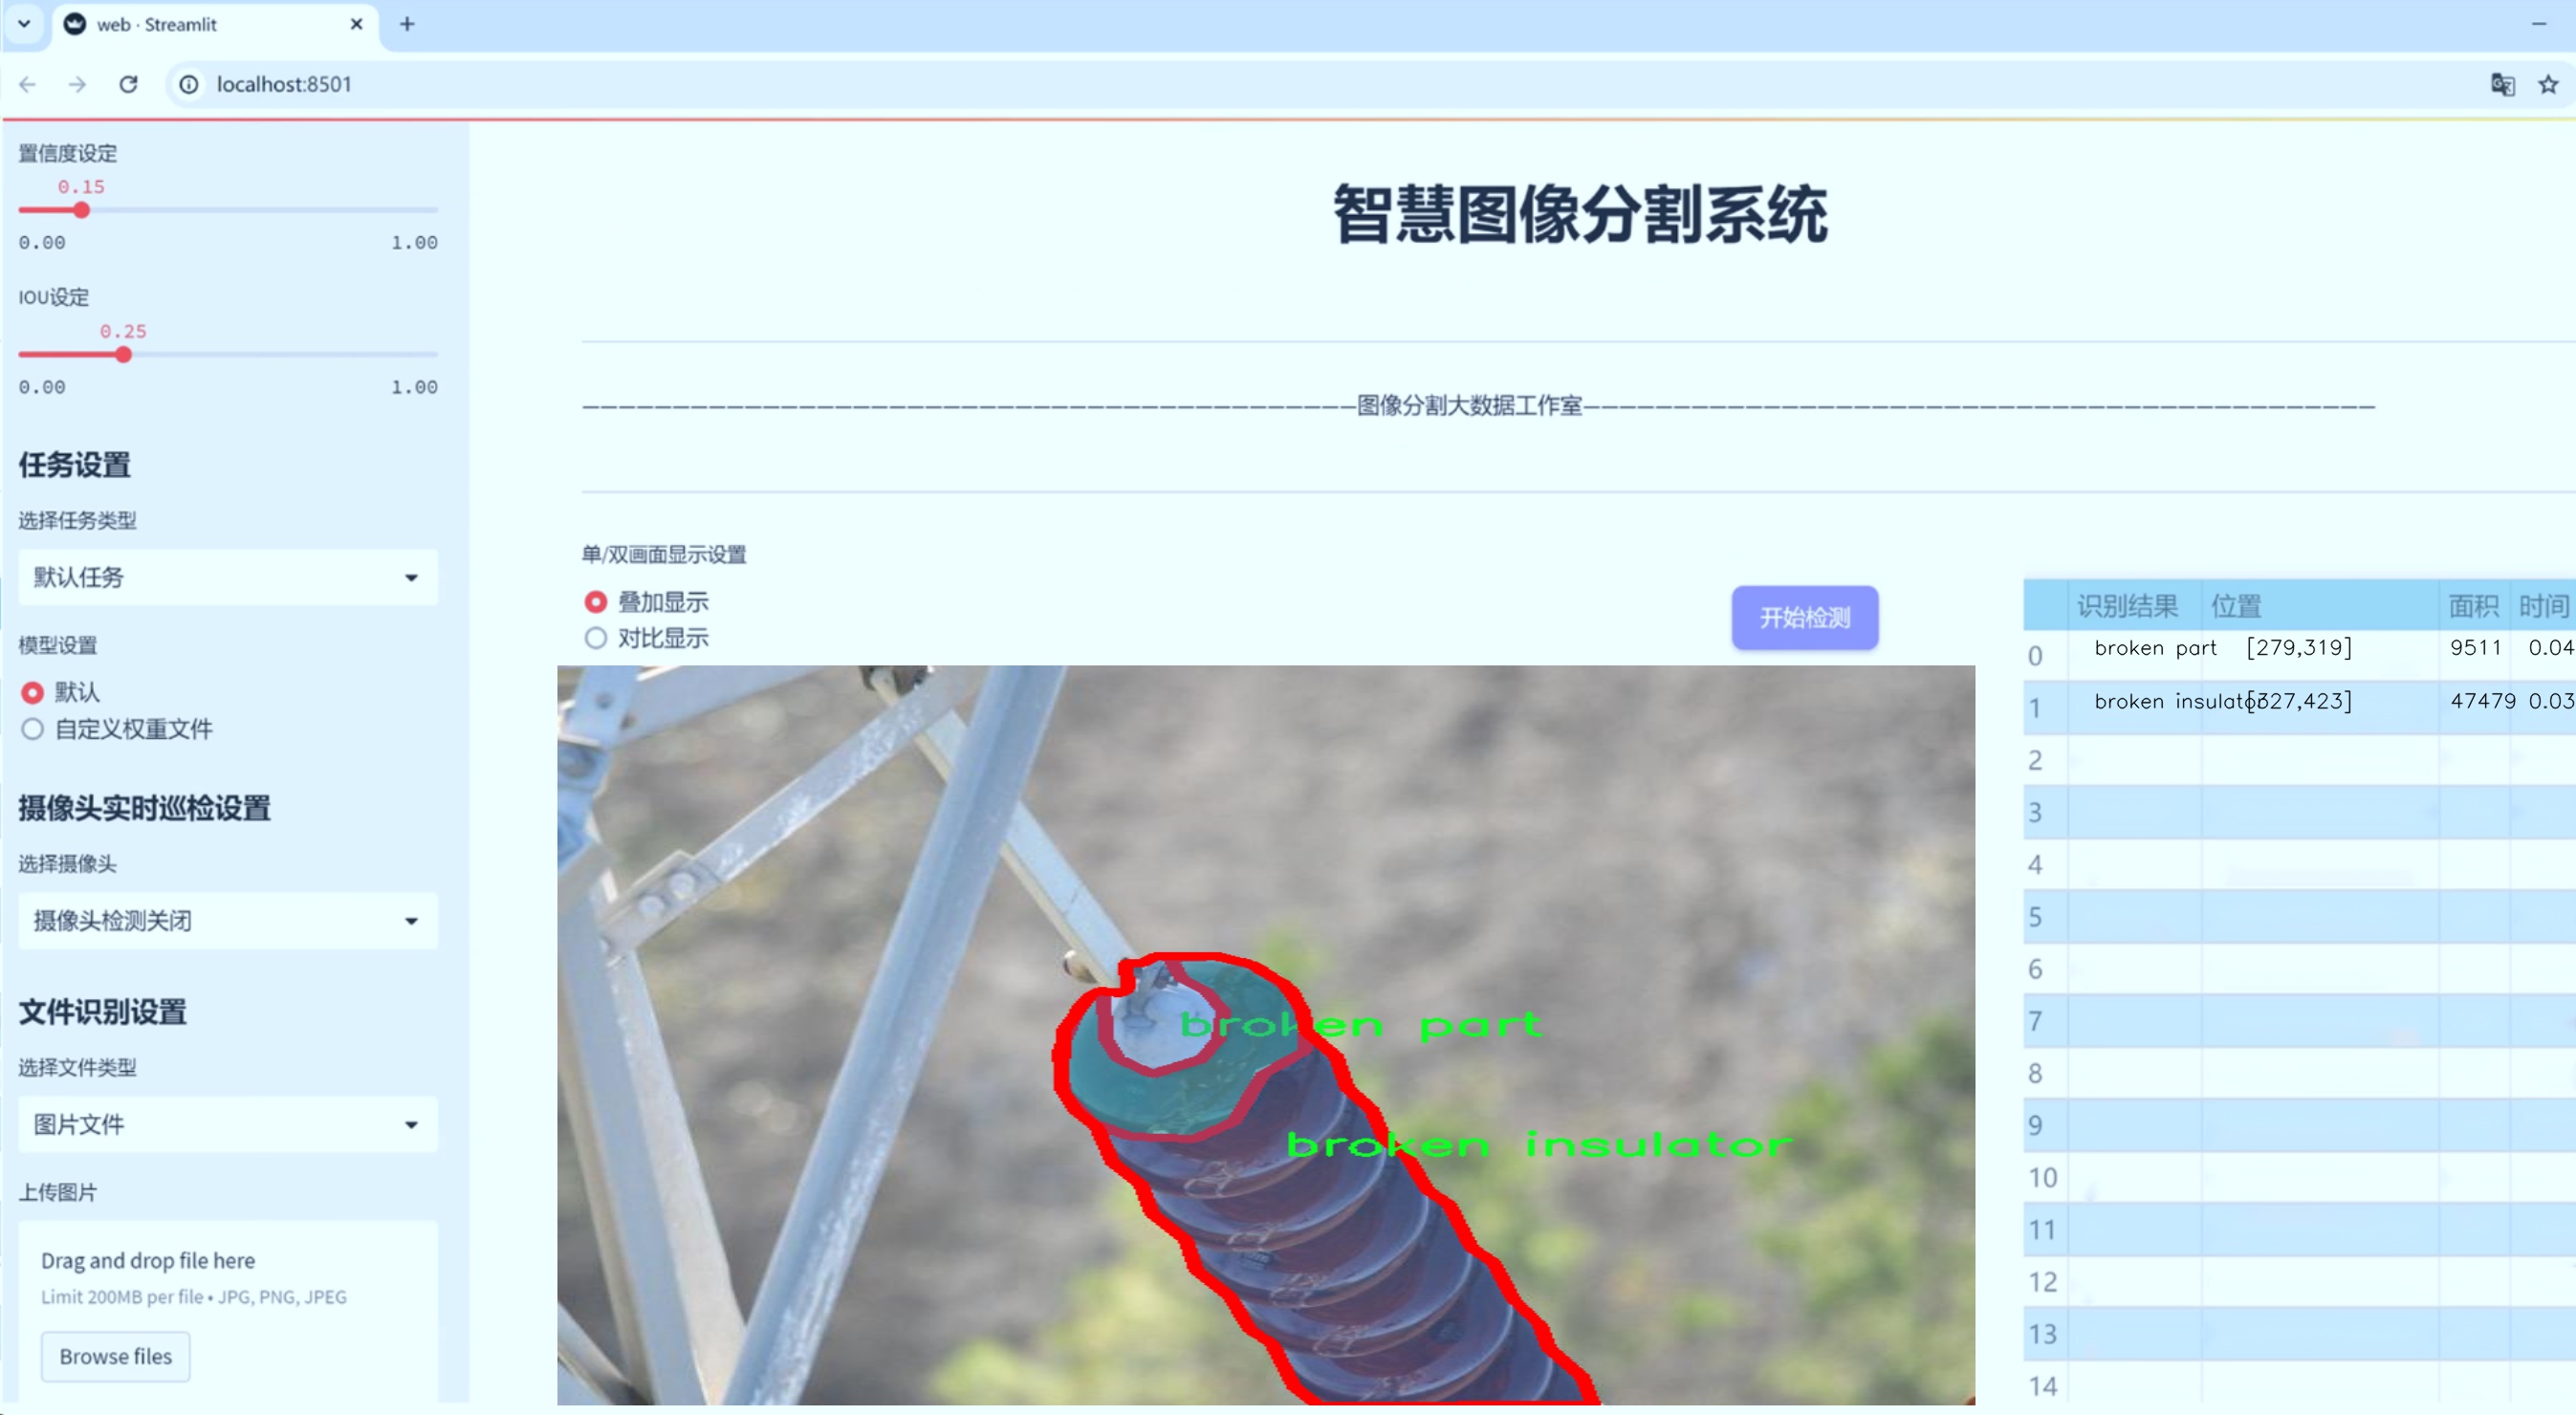 web · Streamlit
localhost:8501
置信度设定
0.15
0.00 1.00
IOU设定
0.25
0.00 1.00
任务设置
选择任务类型
默认任务
模型设置
默认
自定义权重文件
摄像头实时巡检设置
选择摄像头
摄像头检测关闭
文件识别设置
选择文件类型
图片文件
上传图片
Drag and drop file here
Limit 200MB per file • JPG, PNG, JPEG
Browse files
智慧图像分割系统
图像分割大数据工作室
单/双画面显示设置
叠加显示
对比显示
开始检测
broken part
broken insulator
识别结果 位置 面积 时间
0 broken part [279,319] 9511 0.04
1 broken insulator [327,423] 47479 0.03
2
3
4
5
6
7
8
9
10
11
12
13
14